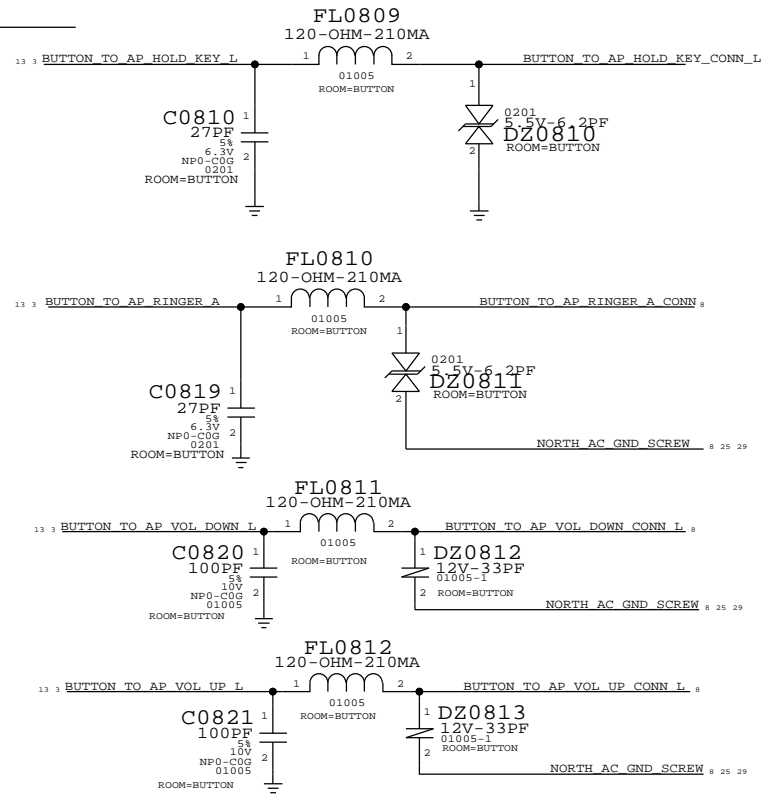 FL0809
120-OHM-210MA
13 3 BUTTON_TO_AP_HOLD_KEY_L 1 2 BUTTON_TO_AP_HOLD_KEY_CONN_L
01005
ROOM=BUTTON
1
C0810 1
27PF
5%
6.3V
NP0-C0G 2
0201
ROOM=BUTTON
0201
5.5V-6.2PF
DZ0810
2 ROOM=BUTTON
FL0810
120-OHM-210MA
13 3 BUTTON_TO_AP_RINGER_A 1 2 BUTTON_TO_AP_RINGER_A_CONN 8
01005
ROOM=BUTTON
1
0201
5.5V-6.2PF
DZ0811
2 ROOM=BUTTON
C0819 1
27PF
5%
6.3V
NP0-C0G 2
0201
ROOM=BUTTON
NORTH_AC_GND_SCREW 8 25 29
FL0811
120-OHM-210MA
13 3 BUTTON_TO_AP_VOL_DOWN_L 1 2 BUTTON_TO_AP_VOL_DOWN_CONN_L 8
01005
ROOM=BUTTON
C0820 1
100PF
5%
10V
NP0-C0G 2
01005
ROOM=BUTTON
1 DZ0812
12V-33PF
01005-1
2 ROOM=BUTTON
NORTH_AC_GND_SCREW 8 25 29
FL0812
120-OHM-210MA
13 3 BUTTON_TO_AP_VOL_UP_L 1 2 BUTTON_TO_AP_VOL_UP_CONN_L 8
01005
ROOM=BUTTON
C0821 1
100PF
5%
10V
NP0-C0G 2
01005
ROOM=BUTTON
1 DZ0813
12V-33PF
01005-1
2 ROOM=BUTTON
NORTH_AC_GND_SCREW 8 25 29